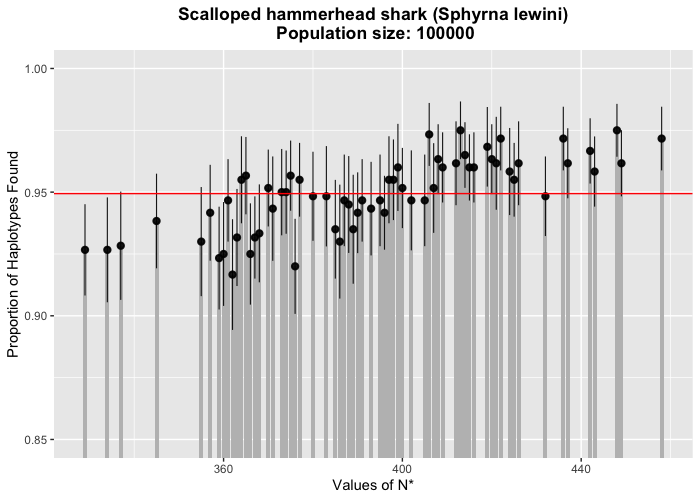 Scalloped hammerhead shark (Sphyrna lewini)
Population size: 100000
Proportion of Haplotypes Found
1.00
0.95
0.90
0.85
360
400
440
Values of N*